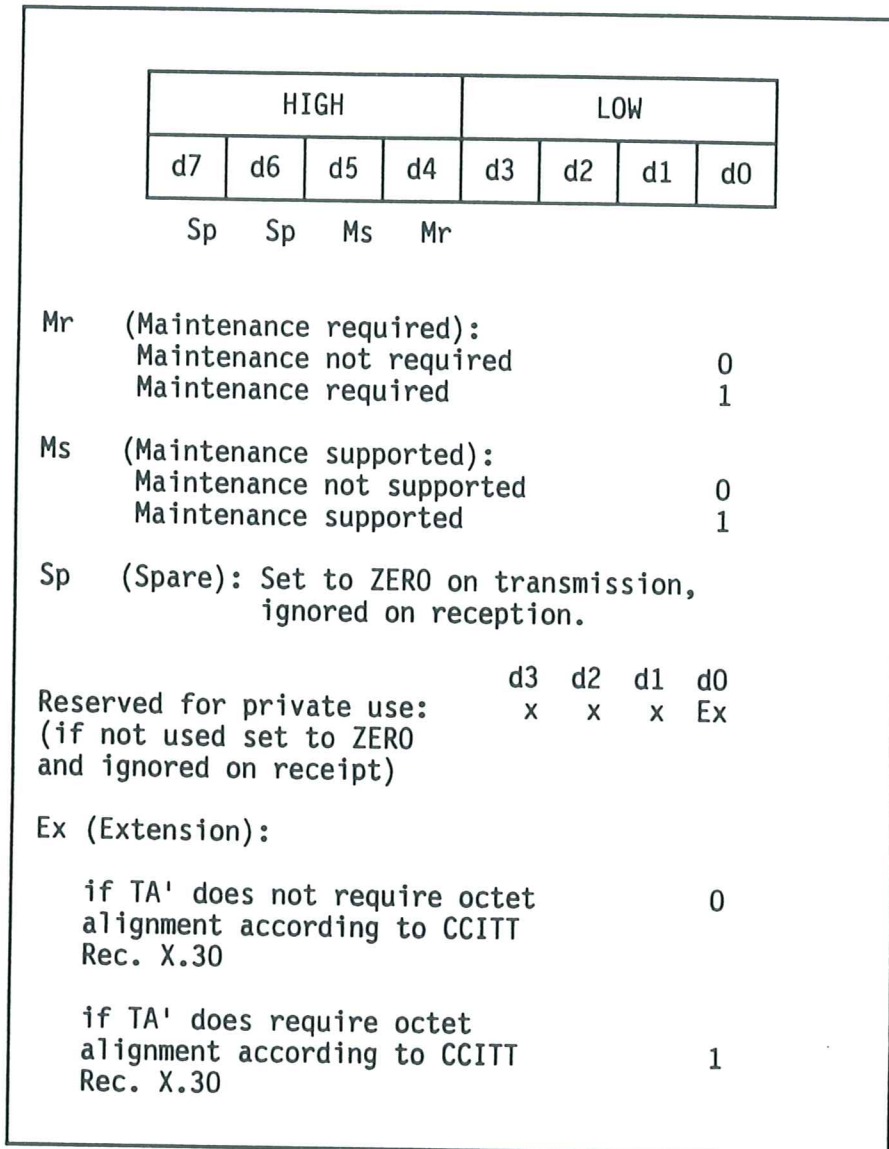 HIGH LOW
d7 d6 d5 d4 d3 d2 d1 d0
Sp Sp Ms Mr
Mr (Maintenance required):
Maintenance not required 0
Maintenance required 1
Ms (Maintenance supported):
Maintenance not supported 0
Maintenance supported 1
Sp (Spare): Set to ZERO on transmission,
ignored on reception.
d3 d2 d1 d0
Reserved for private use: x x x Ex
(if not used set to ZERO
and ignored on receipt)
Ex (Extension):
if TA' does not require octet 0
alignment according to CCITT
Rec. X.30
if TA' does require octet
alignment according to CCITT 1
Rec. X.30